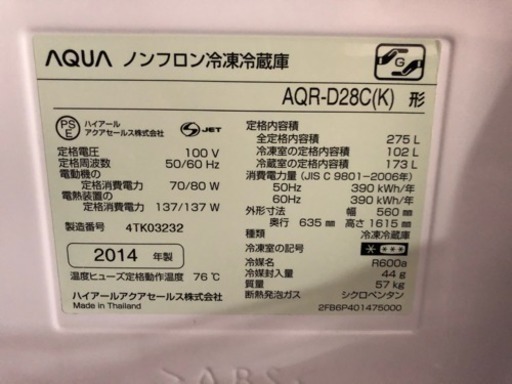 AQUA ノンフロン冷凍冷蔵庫
G
AQR-D28C(K) 形
PS E ハイアール アクアセールス株式会社 S JET
定格電圧 100 V
定格周波数 50/60 Hz
電動機の
定格消費電力 70/80 W
電熱装置の
定格消費電力 137/137 W
製造番号 4TK03232
2014 年製
温度ヒューズ定格動作温度 76℃
ハイアールアクアセールス株式会社
Made in Thailand
定格内容積
全定格内容積 275 L
冷凍室の定格内容積 102 L
冷蔵室の定格内容積 173 L
消費電力量 (JIS C 9801-2006年)
50Hz 390 kWh/年
60Hz 390 kWh/年
外形寸法 幅 560 ㎜
奥行 635 ㎜ 高さ 1615 ㎜
種類 冷凍冷蔵庫
冷凍室の記号
冷媒名 R600a
冷媒封入量 44 g
質量 57 kg
断熱発泡ガス シクロペンタン
2FB6P401475000
>ABS<